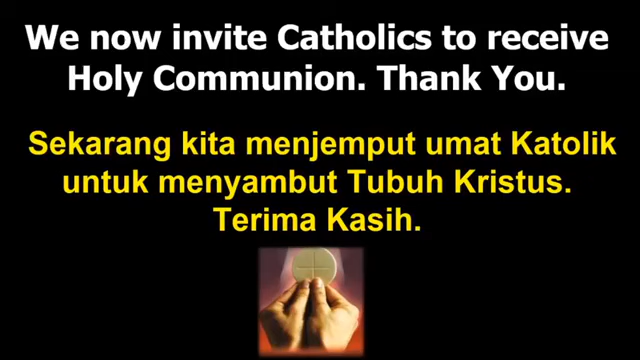 We now invite Catholics to receive
Holy Communion. Thank You.
Sekarang kita menjemput umat Katolik
untuk menyambut Tubuh Kristus.
Terima Kasih.